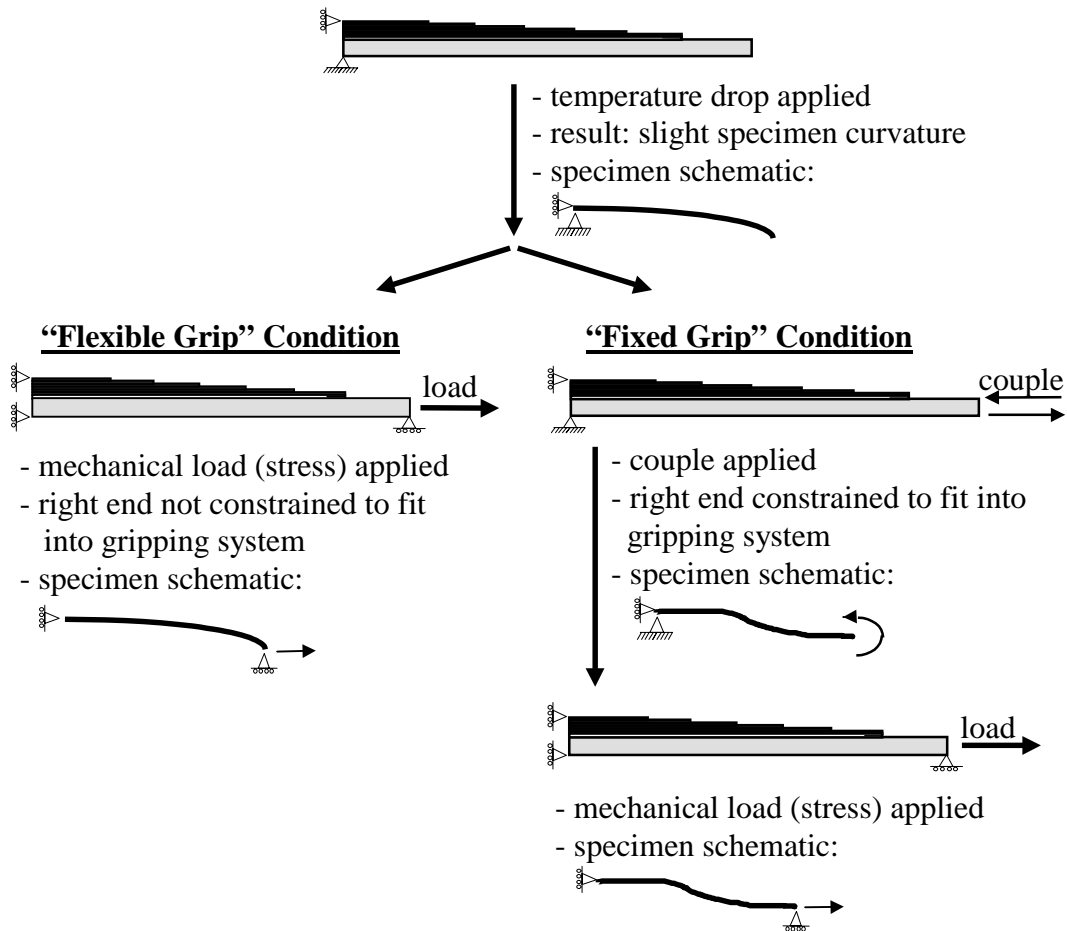 - temperature drop applied
- result: slight specimen curvature
- specimen schematic:
“Flexible Grip” Condition
load
- mechanical load (stress) applied
- right end not constrained to fit
into gripping system
- specimen schematic:
“Fixed Grip” Condition
couple
- couple applied
- right end constrained to fit into
gripping system
- specimen schematic:
load
- mechanical load (stress) applied
- specimen schematic: